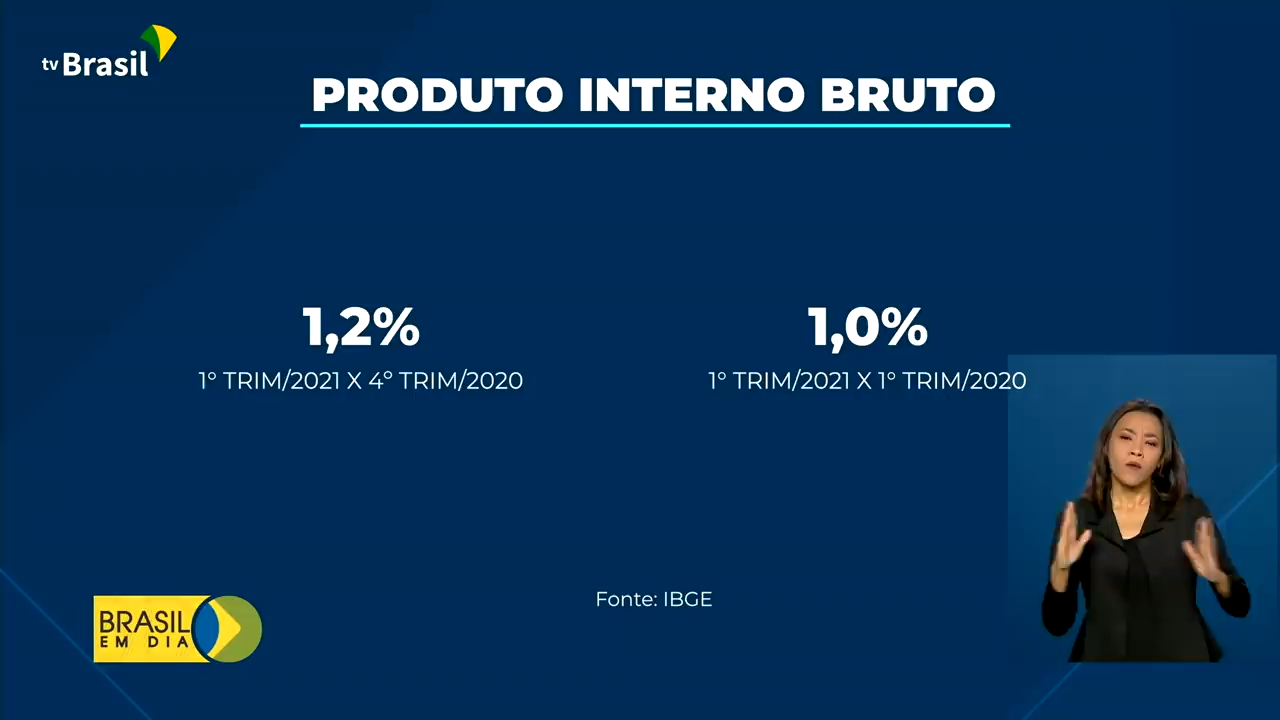 tv Brasil
PRODUTO INTERNO BRUTO
1,2%
1° TRIM/2021 X 4º TRIM/2020
1,0%
1° TRIM/2021 X 1° TRIM/2020
Fonte: IBGE
BRASIL
EM DIA